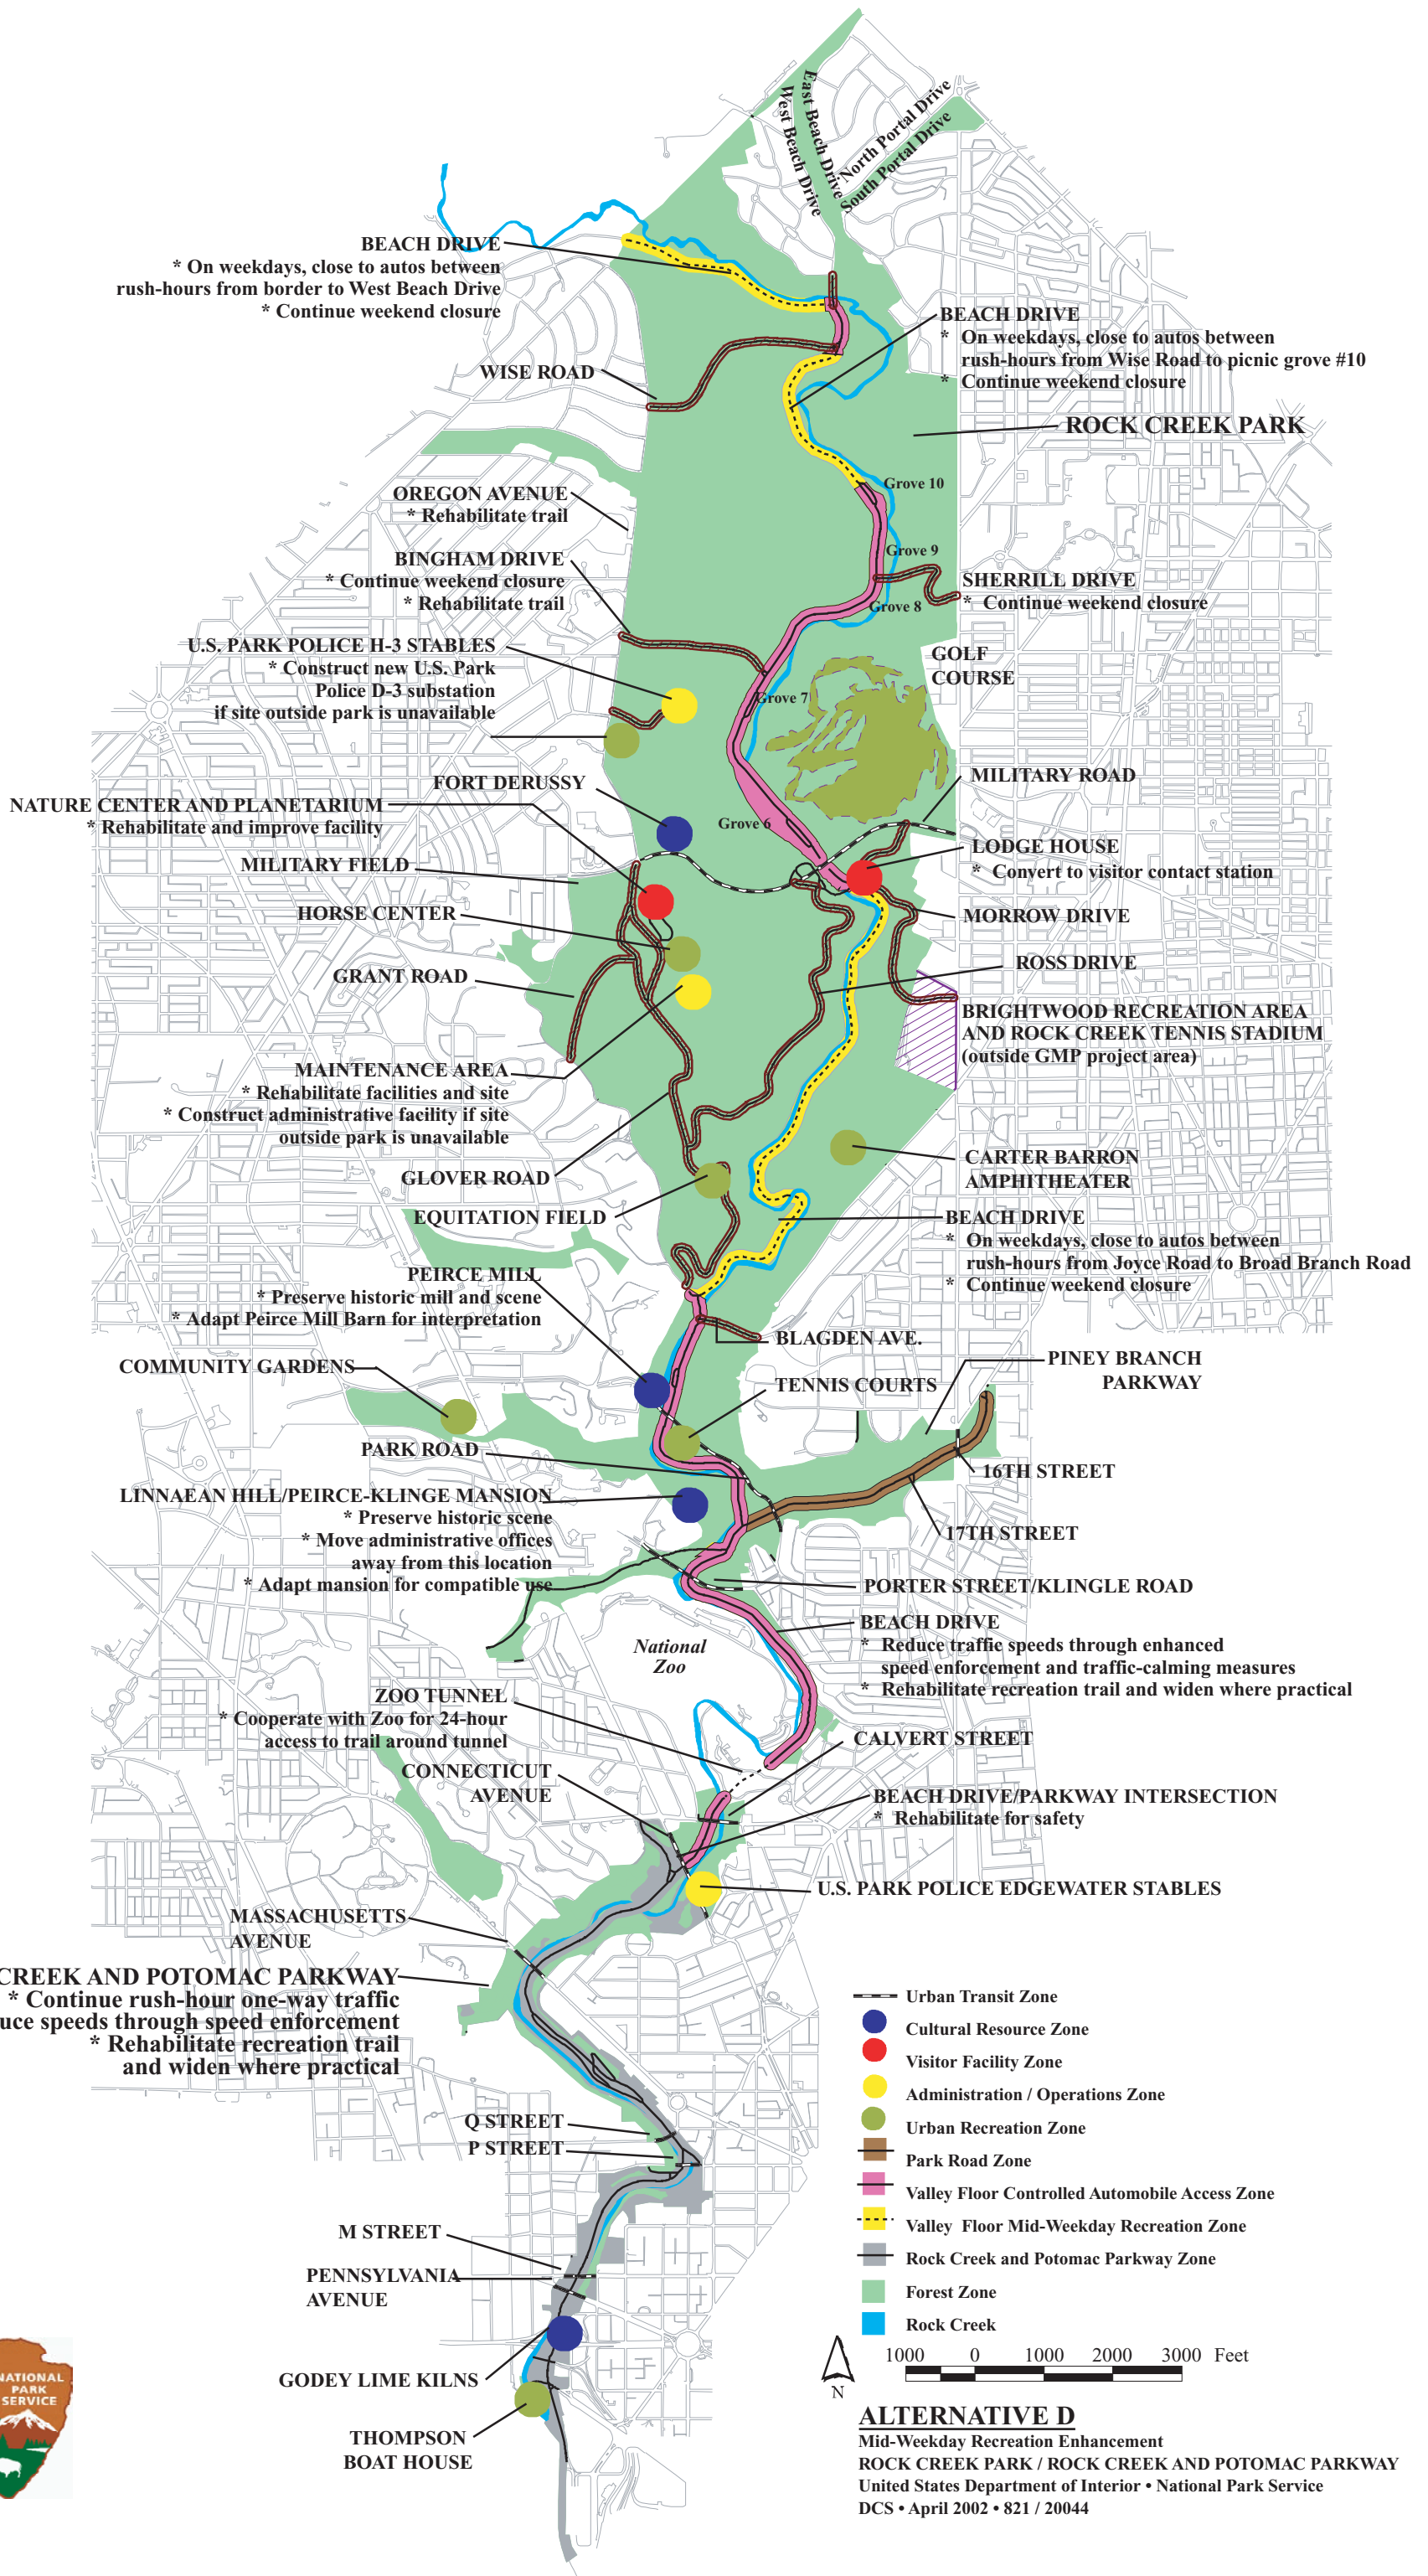 East Beach Drive
West Beach Drive
North Portal Drive
South Portal Drive
BEACH DRIVE
* On weekdays, close to autos between
rush-hours from border to West Beach Drive
* Continue weekend closure
BEACH DRIVE
* On weekdays, close to autos between
rush-hours from Wise Road to picnic grove #10
* Continue weekend closure
WISE ROAD
ROCK CREEK PARK
Grove 10
OREGON AVENUE
* Rehabilitate trail
Grove 9
BINGHAM DRIVE
* Continue weekend closure
* Rehabilitate trail
SHERRILL DRIVE
* Continue weekend closure
Grove 8
U.S. PARK POLICE H-3 STABLES
* Construct new U.S. Park
Police D-3 substation
if site outside park is unavailable
GOLF
COURSE
Grove 7
FORT DERUSSY
MILITARY ROAD
NATURE CENTER AND PLANETARIUM
* Rehabilitate and improve facility
Grove 6
LODGE HOUSE
* Convert to visitor contact station
MILITARY FIELD
HORSE CENTER
MORROW DRIVE
GRANT ROAD
ROSS DRIVE
BRIGHTWOOD RECREATION AREA
AND ROCK CREEK TENNIS STADIUM
(outside GMP project area)
MAINTENANCE AREA
* Rehabilitate facilities and site
* Construct administrative facility if site
outside park is unavailable
CARTER BARRON
AMPHITHEATER
GLOVER ROAD
EQUITATION FIELD
BEACH DRIVE
* On weekdays, close to autos between
rush-hours from Joyce Road to Broad Branch Road
* Continue weekend closure
PEIRCE MILL
* Preserve historic mill and scene
* Adapt Peirce Mill Barn for interpretation
BLAGDEN AVE.
COMMUNITY GARDENS
PINEY BRANCH
PARKWAY
TENNIS COURTS
PARK ROAD
16TH STREET
LINNAEAN HILL/PEIRCE-KLINGE MANSION
* Preserve historic scene
* Move administrative offices
away from this location
* Adapt mansion for compatible use
17TH STREET
PORTER STREET/KLINGLE ROAD
BEACH DRIVE
* Reduce traffic speeds through enhanced
speed enforcement and traffic-calming measures
* Rehabilitate recreation trail and widen where practical
National
Zoo
ZOO TUNNEL
* Cooperate with Zoo for 24-hour
access to trail around tunnel
CALVERT STREET
CONNECTICUT
AVENUE
BEACH DRIVE/PARKWAY INTERSECTION
* Rehabilitate for safety
U.S. PARK POLICE EDGEWATER STABLES
MASSACHUSETTS
AVENUE
CREEK AND POTOMAC PARKWAY
* Continue rush-hour one-way traffic
uce speeds through speed enforcement
* Rehabilitate recreation trail
and widen where practical
Q STREET
P STREET
M STREET
PENNSYLVANIA
AVENUE
GODEY LIME KILNS
THOMPSON
BOAT HOUSE
Urban Transit Zone
Cultural Resource Zone
Visitor Facility Zone
Administration / Operations Zone
Urban Recreation Zone
Park Road Zone
Valley Floor Controlled Automobile Access Zone
Valley Floor Mid-Weekday Recreation Zone
Rock Creek and Potomac Parkway Zone
Forest Zone
Rock Creek
1000 0 1000 2000 3000 Feet
N
NATIONAL
PARK
SERVICE
ALTERNATIVE D
Mid-Weekday Recreation Enhancement
ROCK CREEK PARK / ROCK CREEK AND POTOMAC PARKWAY
United States Department of Interior • National Park Service
DCS • April 2002 • 821 / 20044